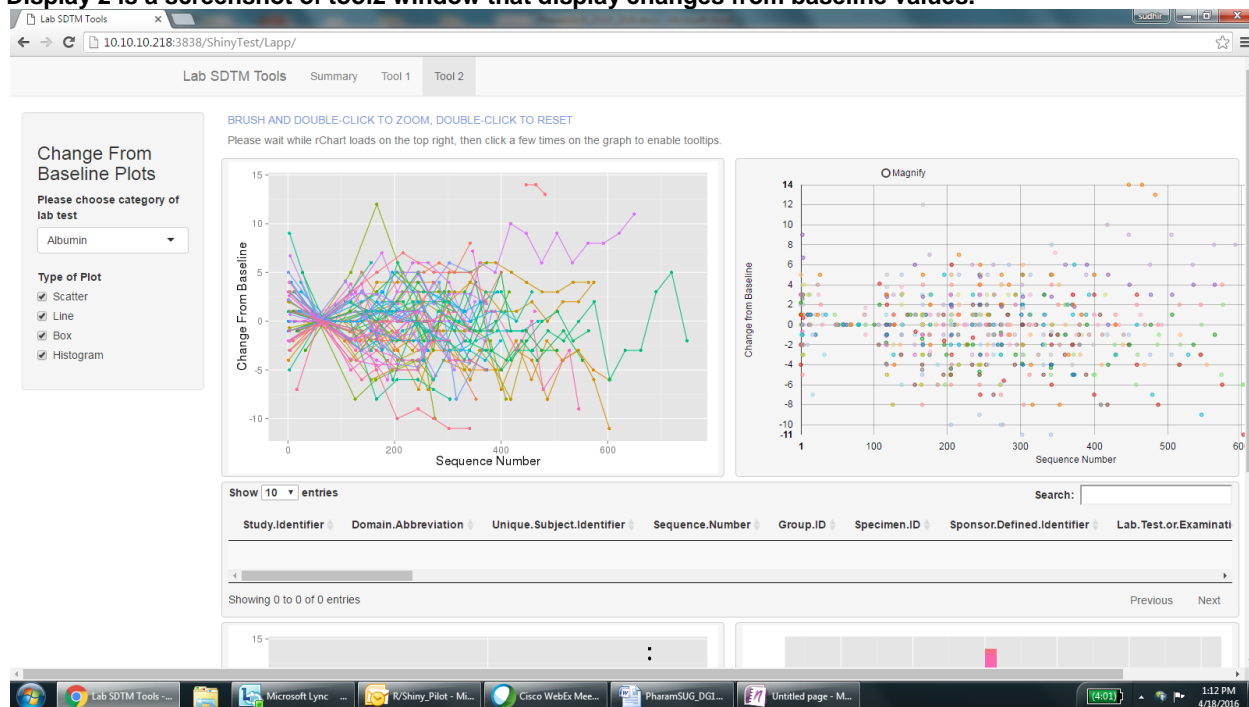 Display 2 is a screenshot of tool2 window that display changes from baseline values.
Lab SDTM Tools
sudhir
10.10.10.218:3838/ShinyTest/Lapp/
Lab SDTM Tools Summary Tool 1 Tool 2
Change From
Baseline Plots
Please choose category of
lab test
Albumin
Type of Plot
Scatter
Line
Box
Histogram
BRUSH AND DOUBLE-CLICK TO ZOOM, DOUBLE-CLICK TO RESET
Please wait while rChart loads on the top right, then click a few times on the graph to enable tooltips.
15
10
5
0
-5
-10
Change From Baseline
0 200 400 600
Sequence Number
Magnify
14
12
10
8
6
4
2
0
-2
-4
-6
-8
-10
-11
Change from Baseline
1 100 200 300 400 500 60
Sequence Number
Show 10 entries
Search:
Study.Identifier Domain.Abbreviation Unique.Subject.Identifier Sequence.Number Group.ID Specimen.ID Sponsor.Defined.Identifier Lab.Test.or.Examinati
Showing 0 to 0 of 0 entries
Previous Next
15
Lab SDTM Tools -... Microsoft Lync ... R/Shiny_Pilot - Mi... Cisco WebEx Mee... PharamSUG_DG1... Untitled page - M...
(4:01)
1:12 PM
4/18/2016